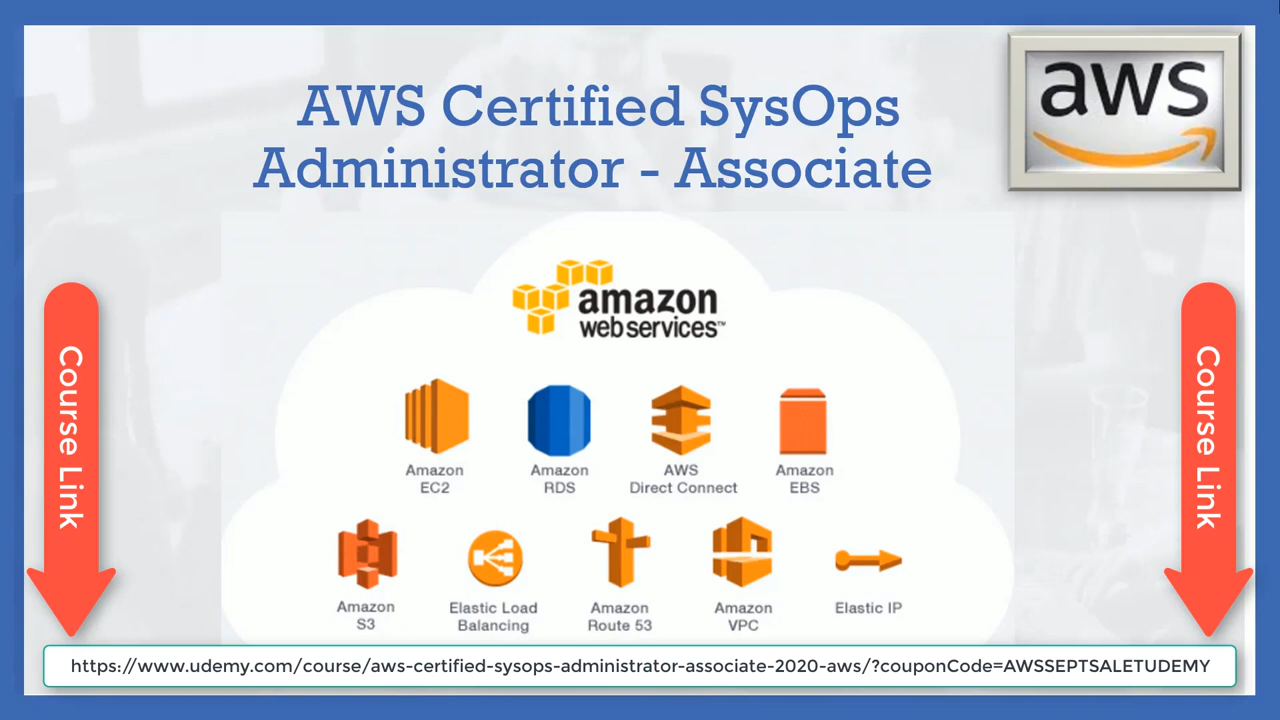 AWS Certified SysOps
Administrator - Associate
aws
amazon
web services™
Amazon
EC2
Amazon
RDS
AWS
Direct Connect
Amazon
EBS
Amazon
S3
Elastic Load
Balancing
Amazon
Route 53
Amazon
VPC
Elastic IP
Course Link
Course Link
https://www.udemy.com/course/aws-certified-sysops-administrator-associate-2020-aws/?couponCode=AWSSEPTSALETUDEMY